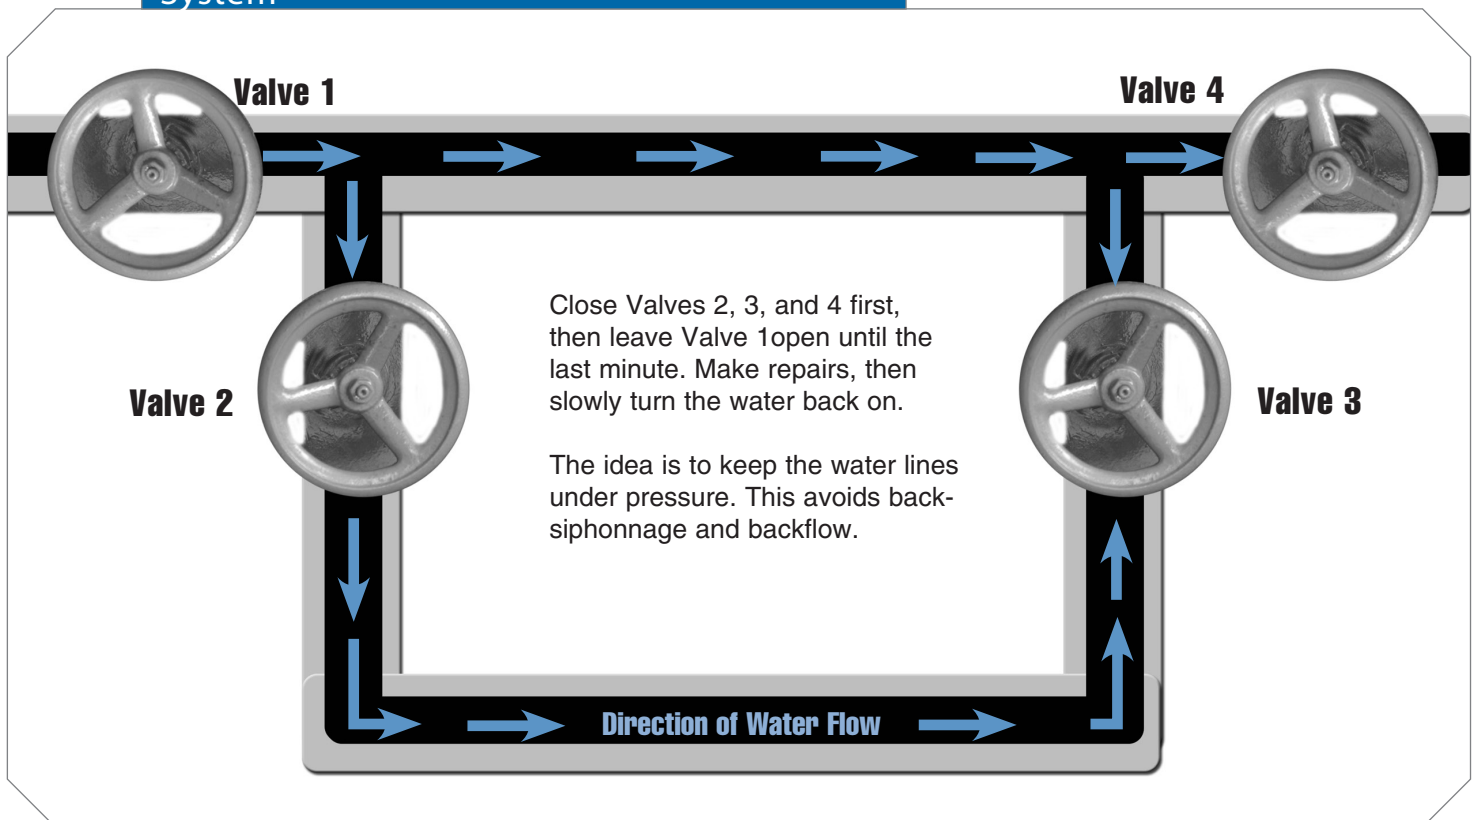 System
Valve 1
Valve 4
Close Valves 2, 3, and 4 first,
then leave Valve 1open until the
last minute. Make repairs, then
slowly turn the water back on.
Valve 2
Valve 3
The idea is to keep the water lines
under pressure. This avoids back-
siphonnage and backflow.
Direction of Water Flow